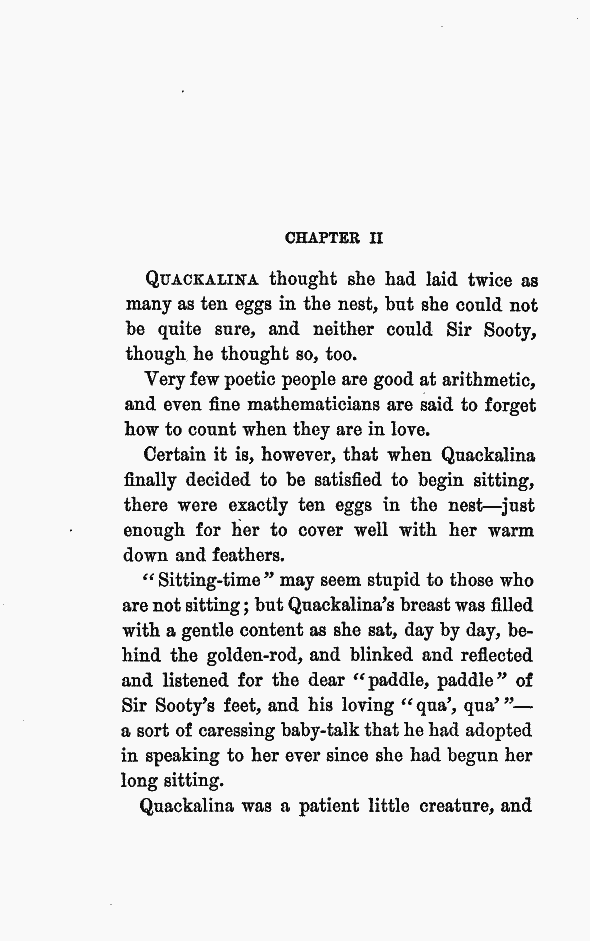 CHAPTER II
QUACKALINA thought she had laid twice as
many as ten eggs in the nest, but she could not
be quite sure, and neither could Sir Sooty,
though he thought so, too.
Very few poetic people are good at arithmetic,
and even fine mathematicians are said to forget
how to count when they are in love.
Certain it is, however, that when Quackalina
finally decided to be satisfied to begin sitting,
there were exactly ten eggs in the nest—just
enough for her to cover well with her warm
down and feathers.
“Sitting-time” may seem stupid to those who
are not sitting; but Quackalina’s breast was filled
with a gentle content as she sat, day by day, be-
hind the golden-rod, and blinked and reflected
and listened for the dear “paddle, paddle” of
Sir Sooty’s feet, and his loving “qua’, qua’”—
a sort of caressing baby-talk that he had adopted
in speaking to her ever since she had begun her
long sitting.
Quackalina was a patient little creature, and